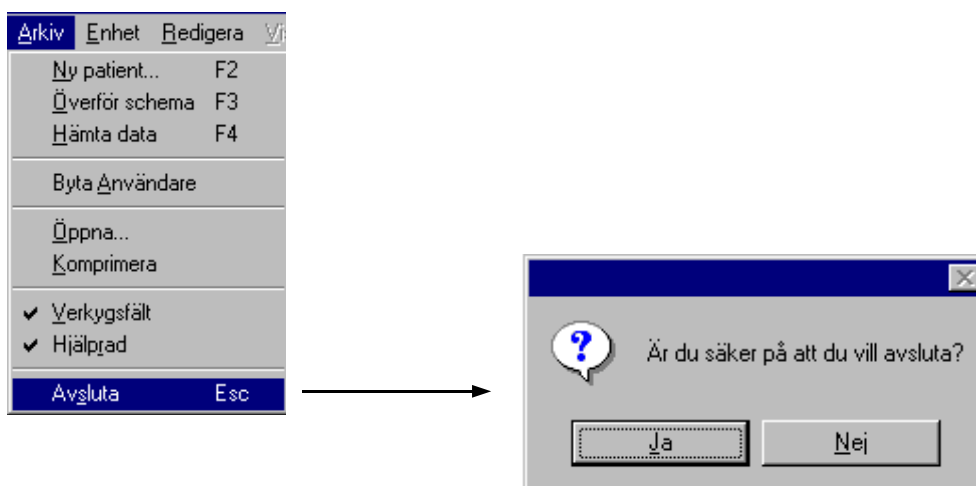 Arkiv Enhet Redigera
Ny patient... F2
Överför schema F3
Hämta data F4
Byta Användare
Öppna...
Komprimera
✔ Verkygsfält
✔ Hjälprad
Avsluta Esc
?
Är du säker på att du vill avsluta?
Ja Nej